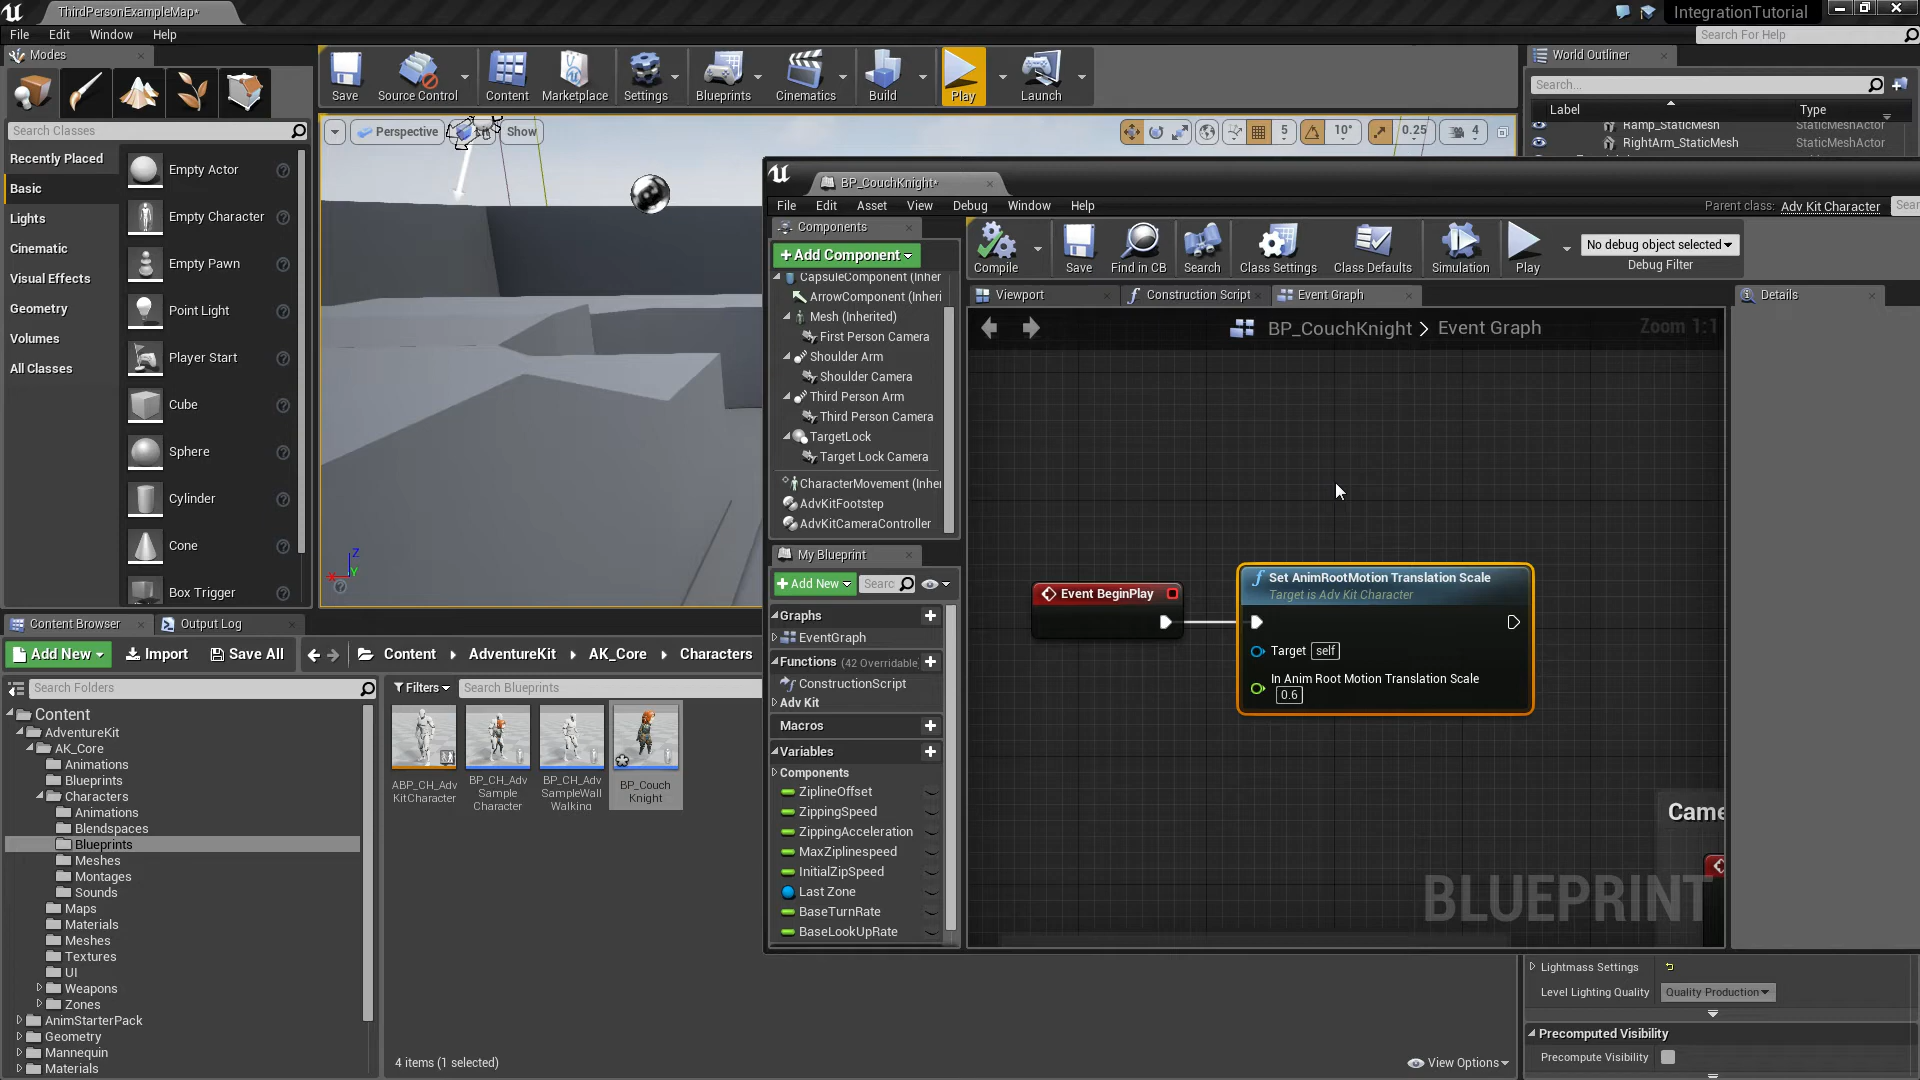 ThirdPersonExampleMap*
IntegrationTutorial
File Edit Window Help
Search For Help
Modes
Save
Source Control
Content
Marketplace
Settings
Blueprints
Cinematics
Build
Play
Launch
World Outliner
Search...
Label Type
Ramp_StaticMesh StaticMeshActor
RightArm_StaticMesh StaticMeshActor
Search Classes
Recently Placed
Basic
Lights
Cinematic
Visual Effects
Geometry
Volumes
All Classes
Empty Actor
Empty Character
Empty Pawn
Point Light
Player Start
Cube
Sphere
Cylinder
Cone
Box Trigger
Perspective
Show
5
10°
0.25
4
Z
Y
X
BP_CouchKnight*
File Edit Asset View Debug Window Help
Parent class: Adv Kit Character
Sear
Components
+Add Component
CapsuleComponent (Inher
ArrowComponent (Inheri
Mesh (Inherited)
First Person Camera
Shoulder Arm
Shoulder Camera
Third Person Arm
Third Person Camera
TargetLock
Target Lock Camera
CharacterMovement (Inher
AdvKitFootstep
AdvKitCameraController
Compile
Save
Find in CB
Search
Class Settings
Class Defaults
Simulation
Play
No debug object selected
Debug Filter
Viewport
Construction Script
Event Graph
Details
BP_CouchKnight > Event Graph
Zoom 1:1
Event BeginPlay
Set AnimRootMotion Translation Scale
Target is Adv Kit Character
Target self
In Anim Root Motion Translation Scale
0.6
Came
BLUEPRINT
My Blueprint
+Add New
Searc
Graphs
EventGraph
Functions (42 Overridable
ConstructionScript
Adv Kit
Macros
Variables
Components
ZiplineOffset
ZippingSpeed
ZippingAcceleration
MaxZiplinespeed
InitialZipSpeed
Last Zone
BaseTurnRate
BaseLookUpRate
Content Browser
Output Log
Add New
Import
Save All
Content
AdventureKit
AK_Core
Characters
Search Folders
Filters
Search Blueprints
Content
AdventureKit
AK_Core
Animations
Blueprints
Characters
Animations
Blendspaces
Blueprints
Meshes
Montages
Sounds
Maps
Materials
Meshes
Textures
UI
Weapons
Zones
AnimStarterPack
Geometry
Mannequin
Materials
ABP_CH_Adv
KitCharacter
BP_CH_Adv
Sample
Character
BP_CH_Adv
SampleWall
Walking
BP_Couch
Knight
4 items (1 selected)
View Options
Lightmass Settings
Level Lighting Quality
Quality Production
Precomputed Visibility
Precompute Visibility